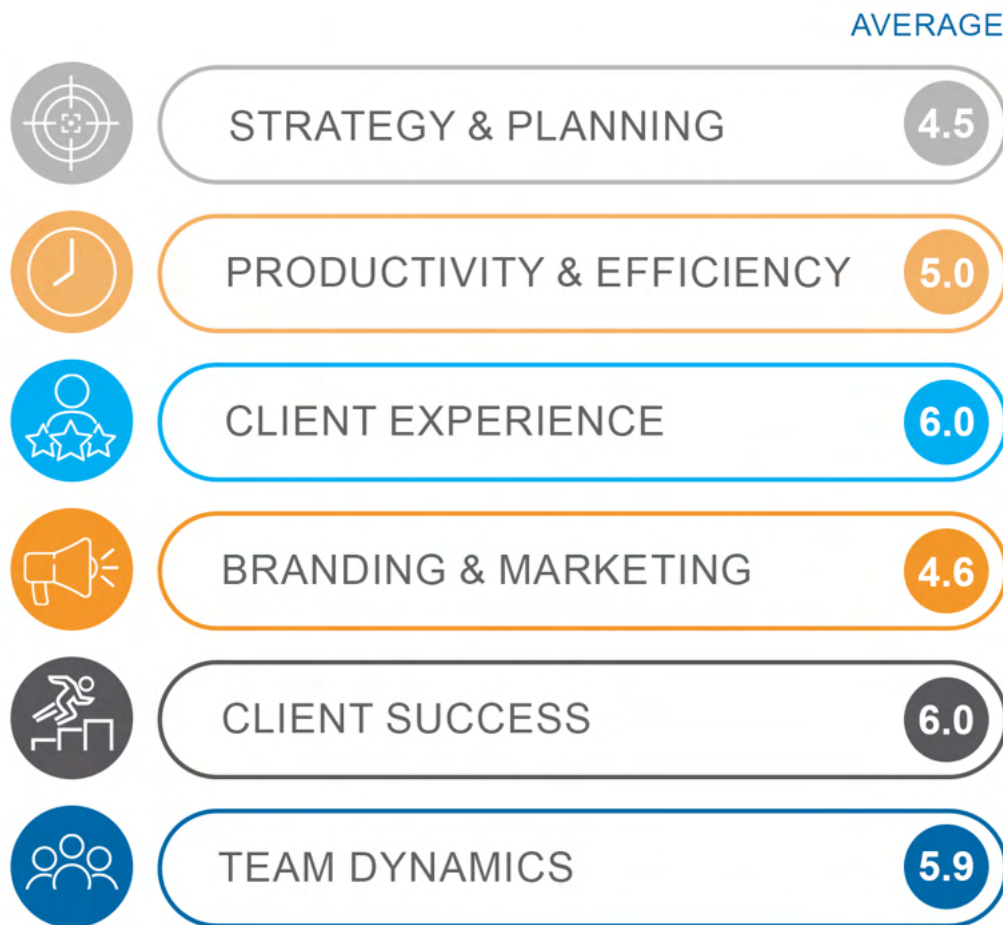 AVERAGE
STRATEGY & PLANNING 4.5
PRODUCTIVITY & EFFICIENCY 5.0
CLIENT EXPERIENCE 6.0
BRANDING & MARKETING 4.6
CLIENT SUCCESS 6.0
TEAM DYNAMICS 5.9